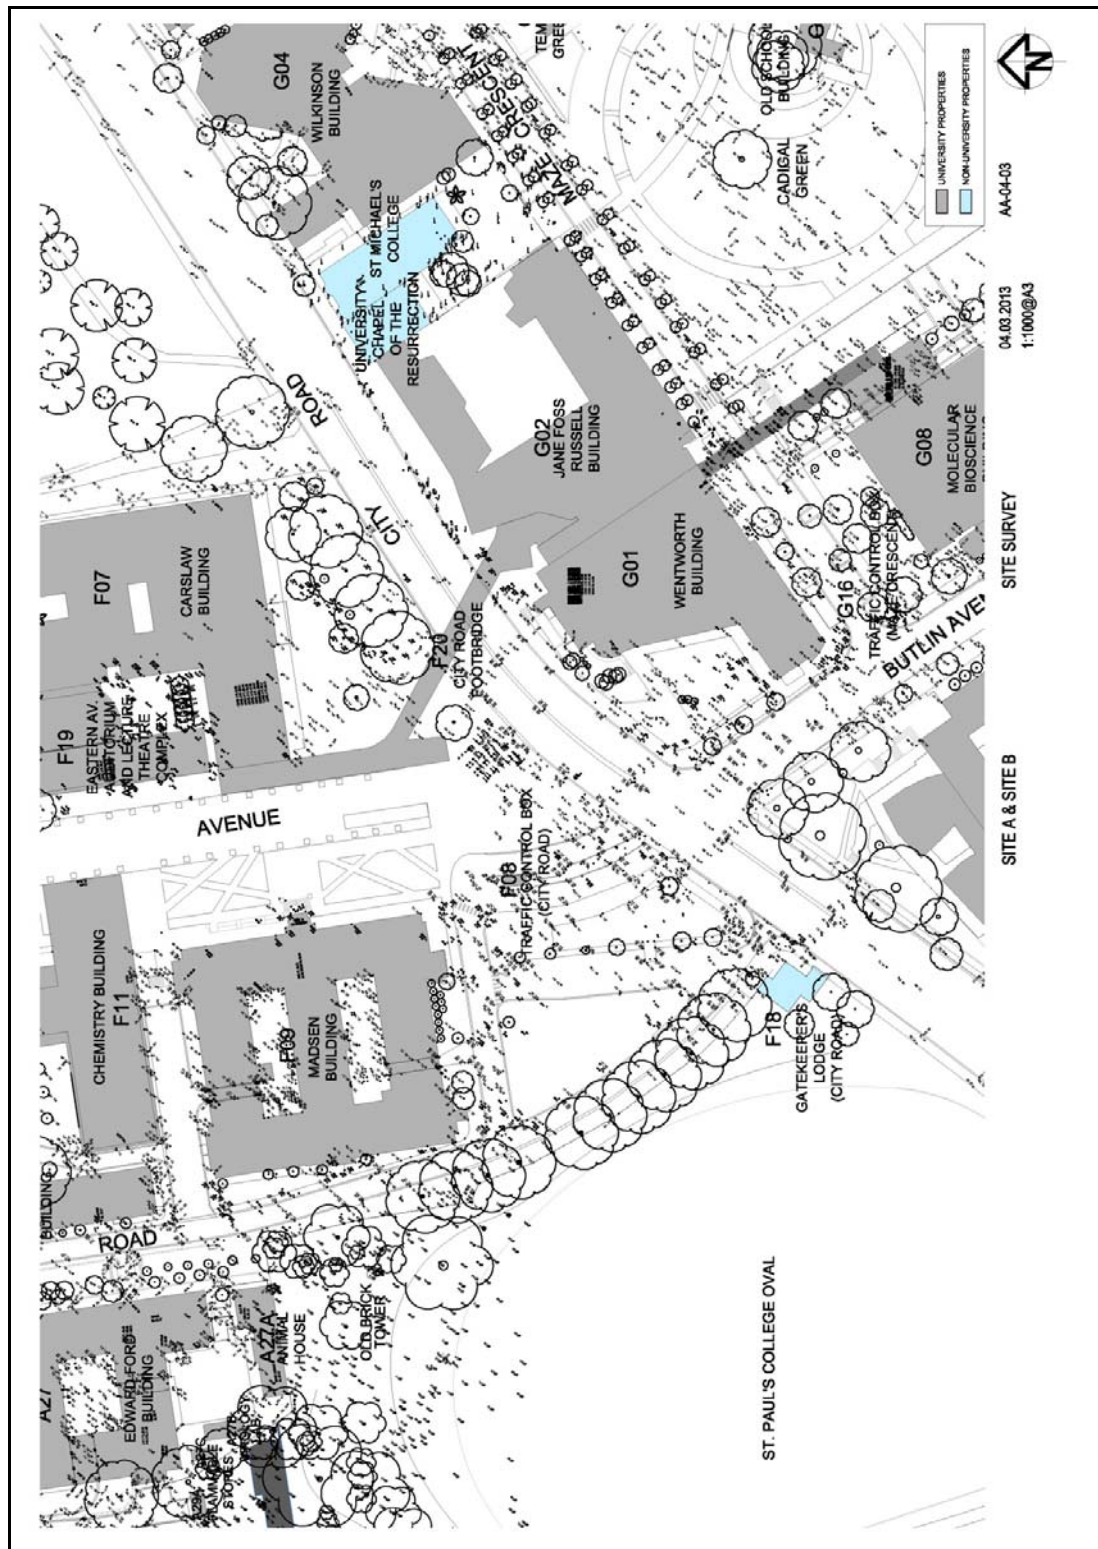 G04
WILKINSON
BUILDING
MAZE CRESCENT
OLD SCHOOL
BUILDING
CADIGAL
GREEN
UNIVERSITY PROPERTIES
NON-UNIVERSITY PROPERTIES
N
AA-04-03
04.03.2013
1:1000@A3
SITE SURVEY
SITE A & SITE B
UNIVERSITY
CHAPEL
OF THE
RESURRECTION
ST MICHAEL'S
COLLEGE
CITY ROAD
G02
JANE FOSS
RUSSELL
BUILDING
G01
WENTWORTH
BUILDING
G08
MOLECULAR
BIOSCIENCE
G16
TRAFFIC CONTROL BOX
(MAZE CRESCENT)
BUTLIN AVEN
F07
CARSLAW
BUILDING
F20
CITY ROAD
FOOTBRIDGE
F19
EASTERN AV.
AUDITORIUM
AND LECTURE
THEATRE
COMPLEX
AVENUE
F08
TRAFFIC CONTROL BOX
(CITY ROAD)
CHEMISTRY BUILDING
F11
F09
MADSEN
BUILDING
F18
GATEKEEPER'S
LODGE
(CITY ROAD)
BUILDING
ROAD
A27
EDWARD FORD
BUILDING
A27A
ANIMAL
HOUSE
OLD BRICK
TOWER
STORES
ST. PAUL'S COLLEGE OVAL